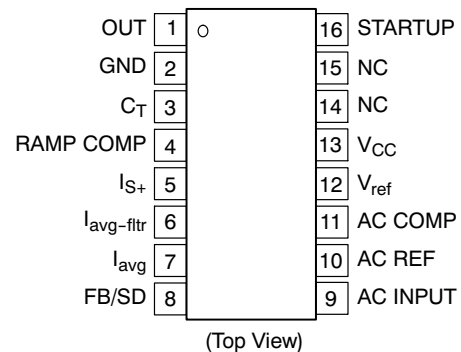 OUT 1 16 STARTUP
GND 2 15 NC
CT 3 14 NC
RAMP COMP 4 13 VCC
IS+ 5 12 Vref
Iavg-fltr 6 11 AC COMP
Iavg 7 10 AC REF
FB/SD 8 9 AC INPUT
(Top View)